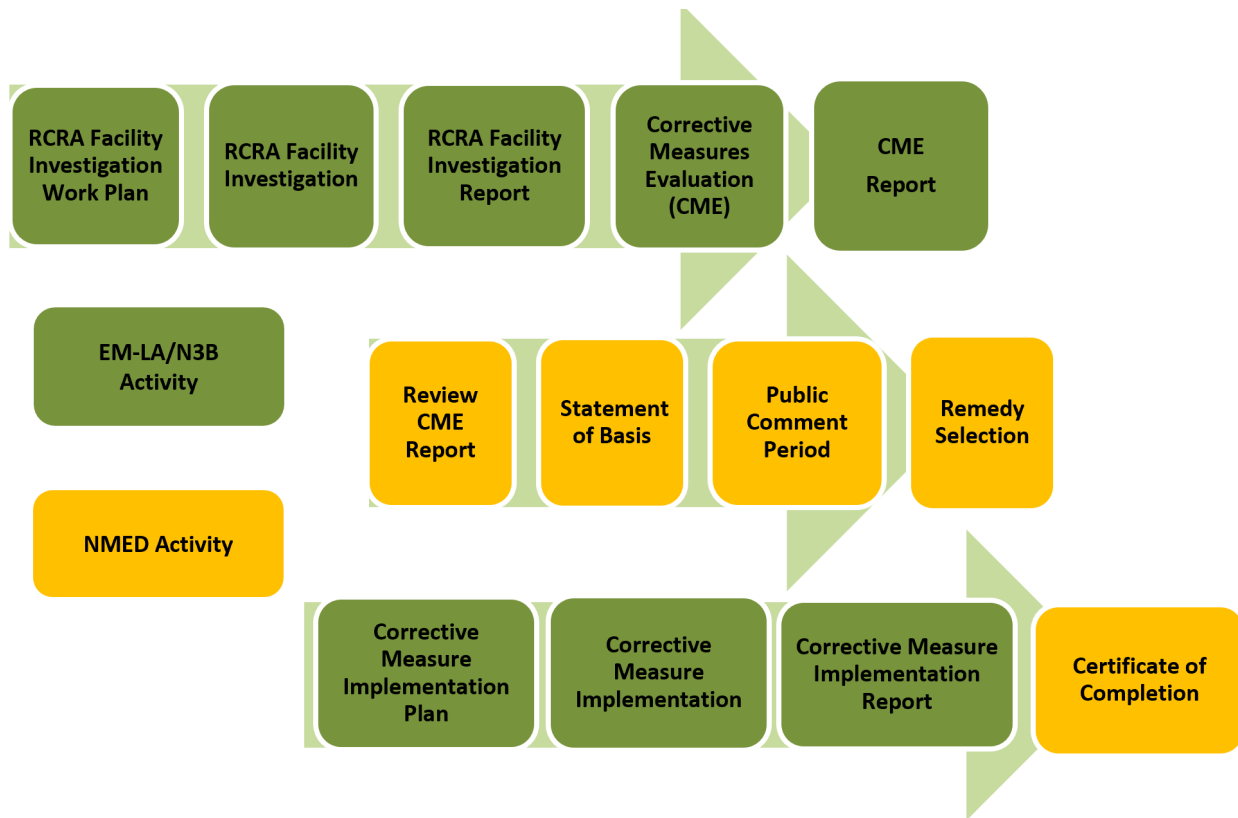 RCRA Facility
Investigation
Work Plan
RCRA Facility
Investigation
RCRA Facility
Investigation
Report
Corrective
Measures
Evaluation
(CME)
CME
Report
EM-LA/N3B
Activity
NMED Activity
Review
CME
Report
Statement
of Basis
Public
Comment
Period
Remedy
Selection
Corrective
Measure
Implementation
Plan
Corrective
Measure
Implementation
Corrective Measure
Implementation
Report
Certificate of
Completion